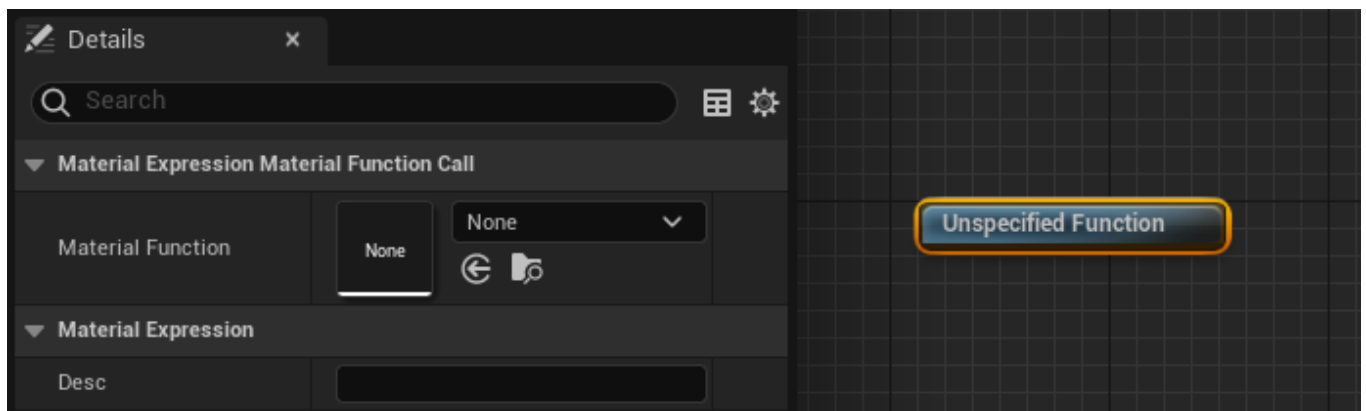 Details
Search
Material Expression Material Function Call
Material Function
None
None
Material Expression
Desc
Unspecified Function